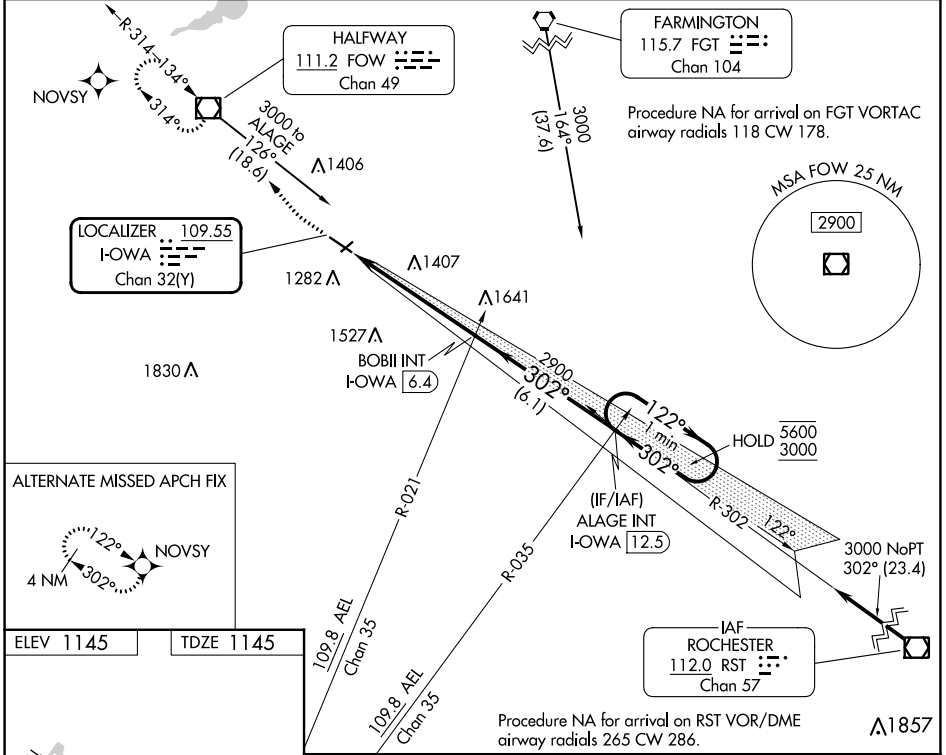 R-314
134°
314°
NOVSY
HALFWAY
111.2 FOW
Chan 49
FARMINGTON
115.7 FGT
Chan 104
3000
164°
(37.6)
Procedure NA for arrival on FGT VORTAC
airway radials 118 CW 178.
3000 to
ALAGE
126°
(18.6)
1406
MSA FOW 25 NM
2900
LOCALIZER 109.55
I-OWA
Chan 32(Y)
1282
1407
1641
1527
1830
BOBII INT
I-OWA 6.4
2900
302°
(6.1)
122°
1 min
302°
HOLD 5600
3000
(IF/IAF)
ALAGE INT
I-OWA 12.5
R-302
122°
3000 NoPT
302° (23.4)
R-021
R-035
109.8 AEL
Chan 35
109.8 AEL
Chan 35
ALTERNATE MISSED APCH FIX
122°
302°
4 NM
NOVSY
ELEV 1145
TDZE 1145
IAF
ROCHESTER
112.0 RST
Chan 57
Procedure NA for arrival on RST VOR/DME
airway radials 265 CW 286.
1857